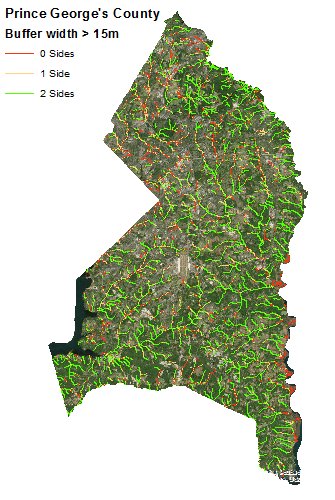 Prince George's County
Buffer width > 15m
0 Sides
1 Side
2 Sides